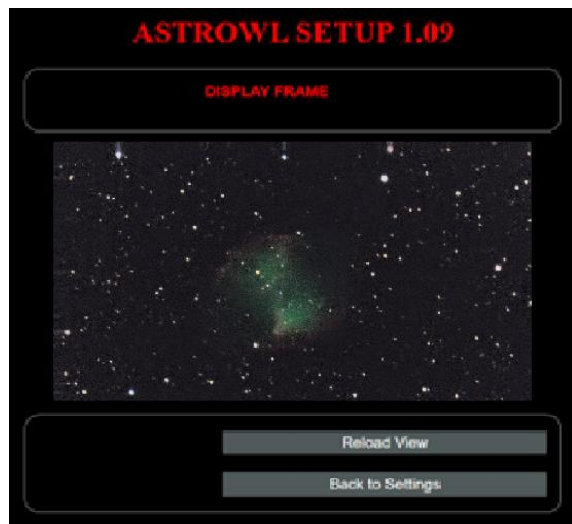 ASTROWL SETUP 1.09
DISPLAY FRAME
Reload View
Back to Settings